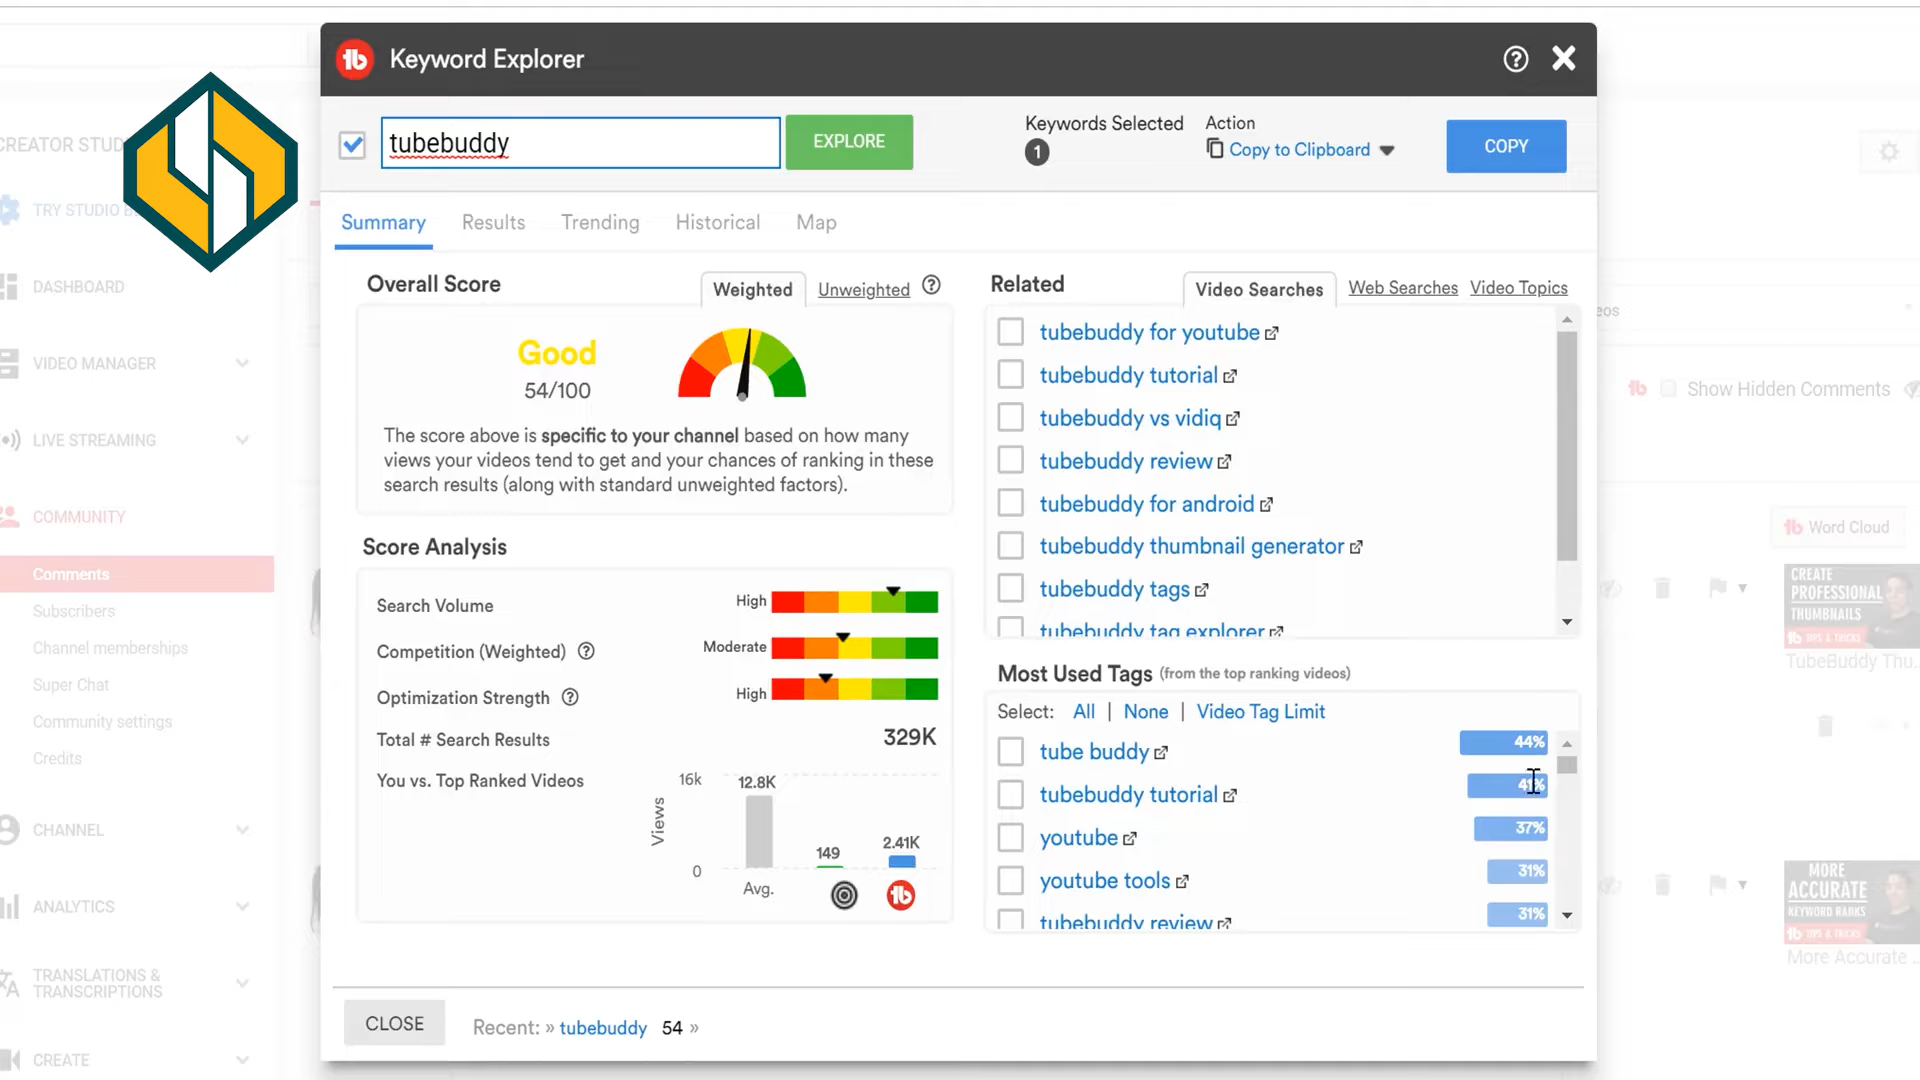 Keyword Explorer
tubebuddy
EXPLORE
Keywords Selected
1
Action
Copy to Clipboard
COPY
Summary
Results
Trending
Historical
Map
Overall Score
Weighted
Unweighted
Good
54/100
The score above is specific to your channel based on how many
views your videos tend to get and your chances of ranking in these
search results (along with standard unweighted factors).
Score Analysis
Search Volume
High
Competition (Weighted)
Moderate
Optimization Strength
High
Total # Search Results
329K
You vs. Top Ranked Videos
16k
Views
0
12.8K
149
2.41K
Avg.
Related
Video Searches
Web Searches
Video Topics
tubebuddy for youtube
tubebuddy tutorial
tubebuddy vs vidiq
tubebuddy review
tubebuddy for android
tubebuddy thumbnail generator
tubebuddy tags
tubebuddy tag explorer
Most Used Tags (from the top ranking videos)
Select: All | None | Video Tag Limit
tube buddy
44%
tubebuddy tutorial
youtube
37%
youtube tools
31%
tubebuddy review
31%
CLOSE
Recent: » tubebuddy 54 »
CREATOR
TRY STUDIO
DASHBOARD
VIDEO MANAGER
LIVE STREAMING
COMMUNITY
Comments
Subscribers
Channel memberships
Super Chat
Community settings
Credits
CHANNEL
ANALYTICS
TRANSLATIONS &
TRANSCRIPTIONS
CREATE
Show Hidden Comments
Word Cloud
CREATE
PROFESSIONAL
THUMBNAILS
TIPS & TRICKS
TubeBuddy Thu...
MORE
ACCURATE
KEYWORD RANKS
TIPS & TRICKS
More Accurate ...